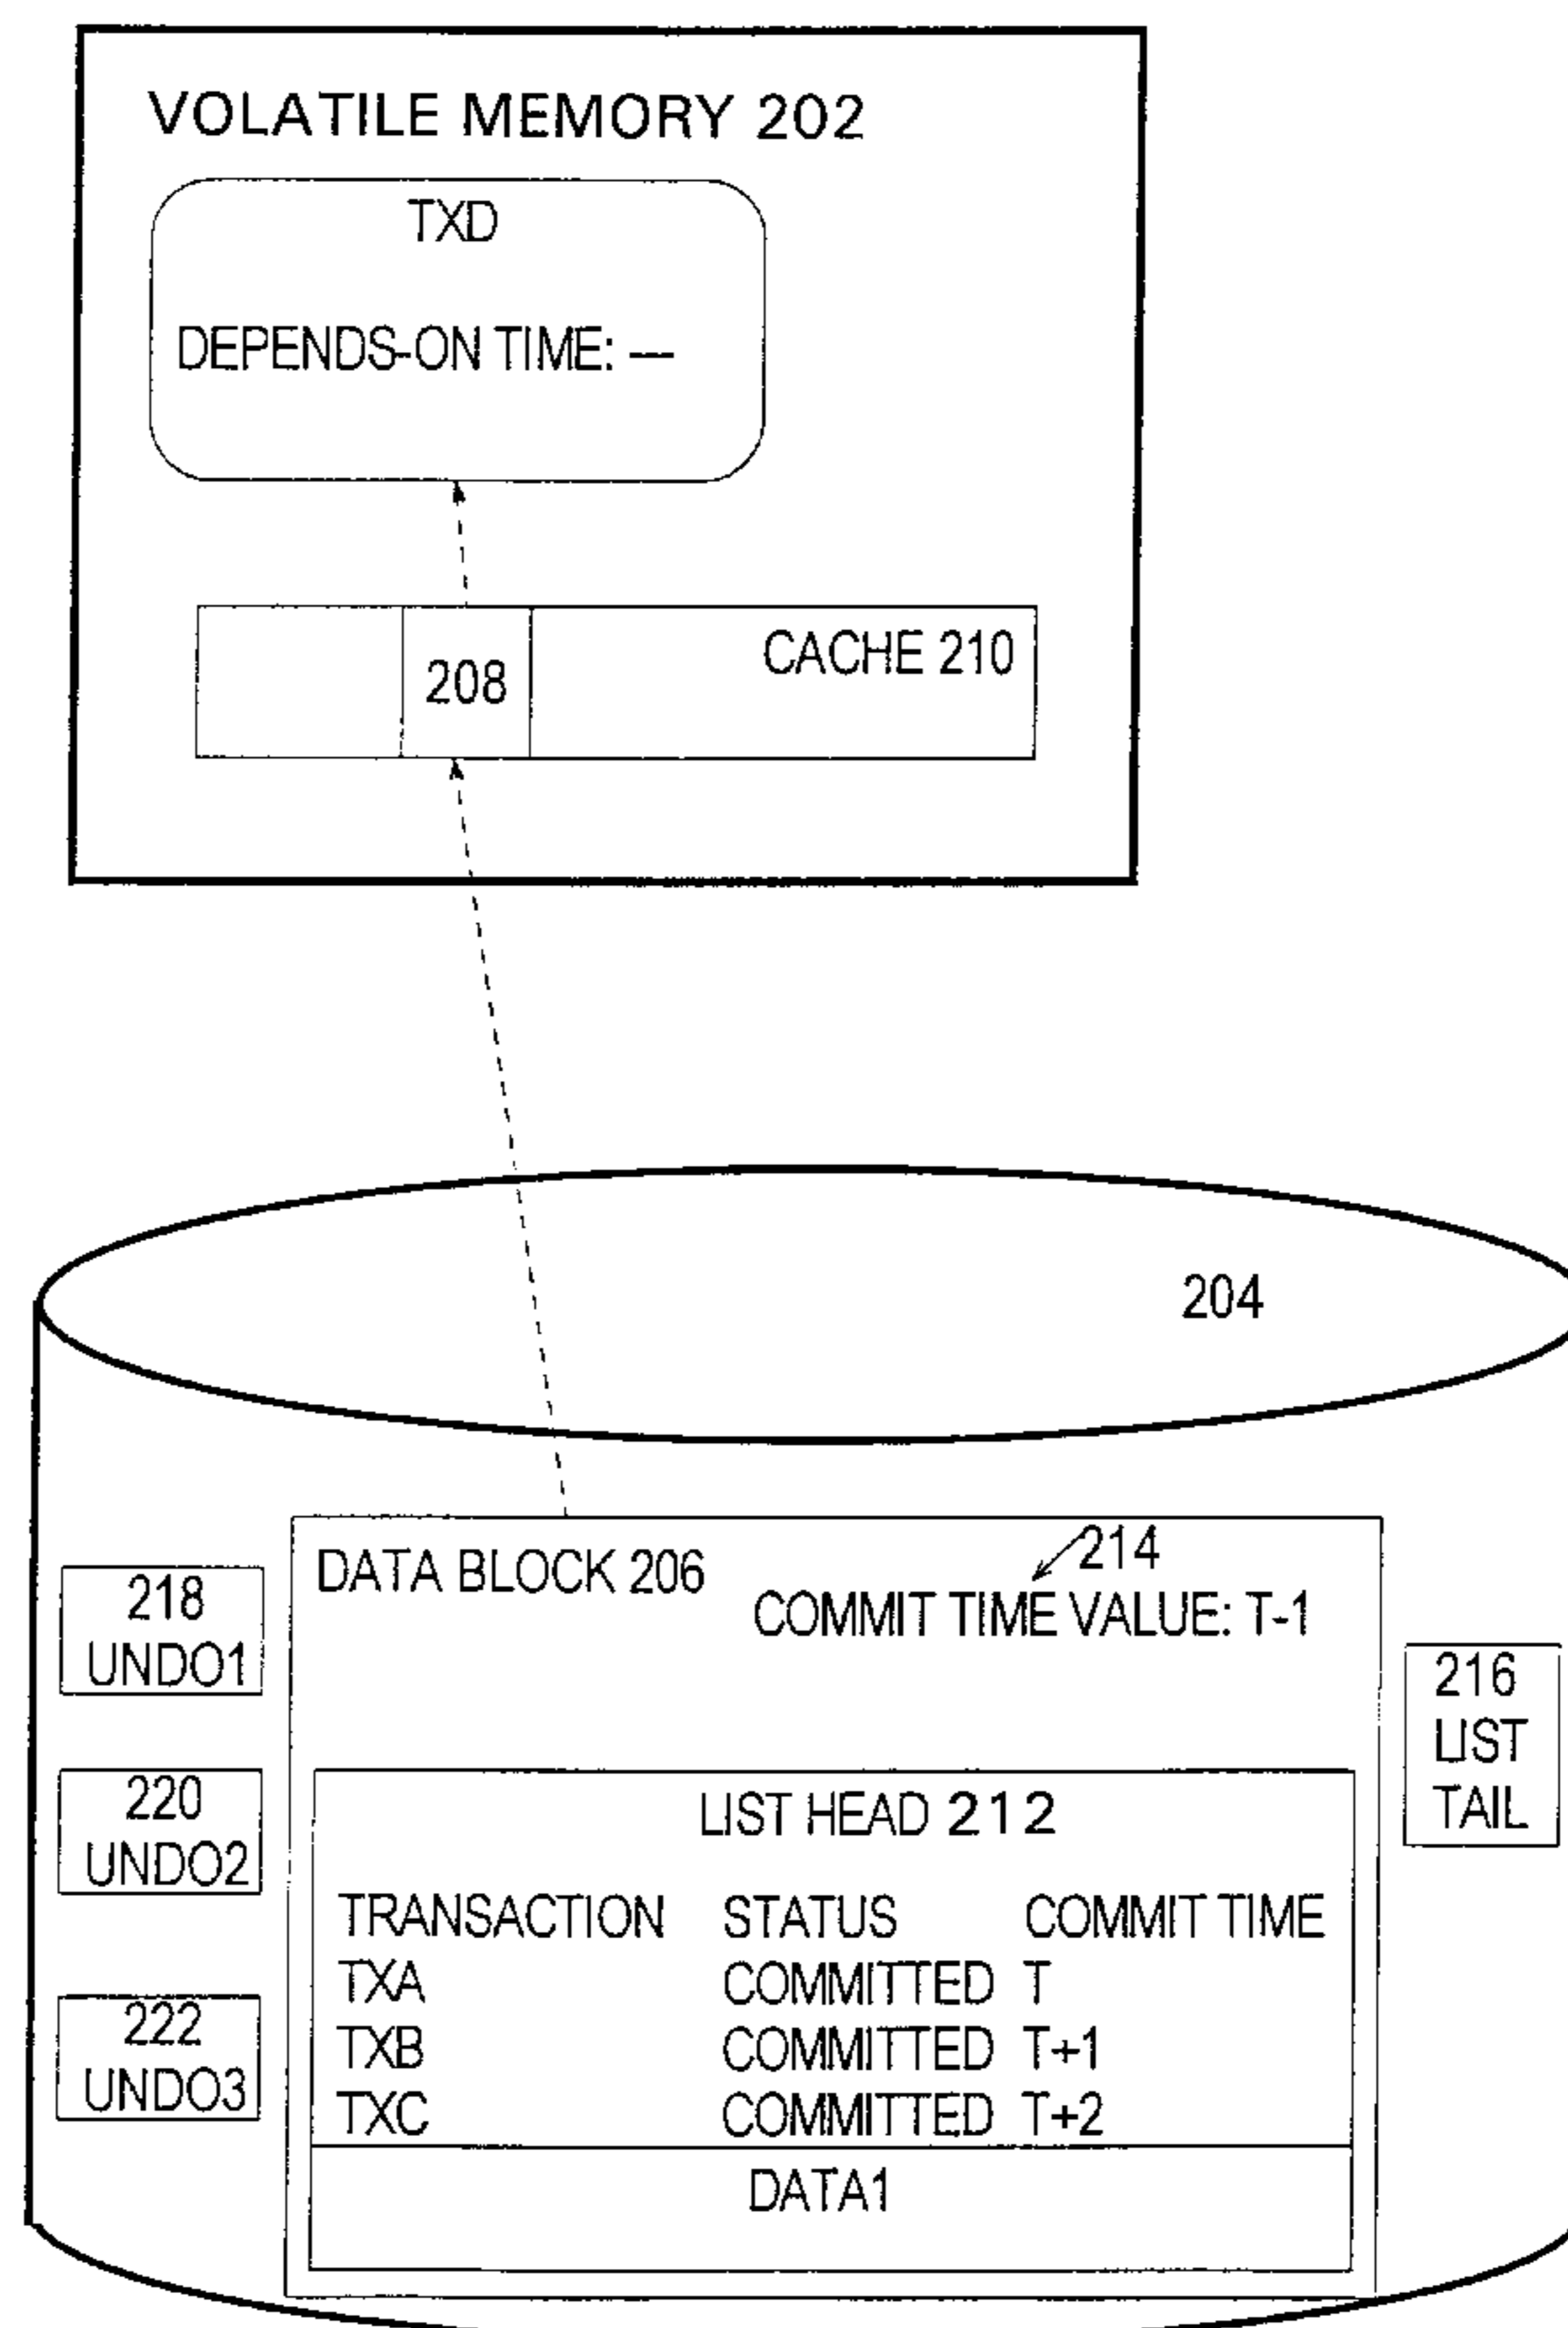 VOLATILE MEMORY 202
TXD
DEPENDS-ON TIME: ---
208
CACHE 210
204
DATA BLOCK 206
214
COMMIT TIME VALUE: T-1
218
UNDO1
216
LIST
TAIL
220
UNDO2
LIST HEAD 212
TRANSACTION STATUS COMMIT TIME
TXA COMMITTED T
TXB COMMITTED T+1
TXC COMMITTED T+2
222
UNDO3
DATA1